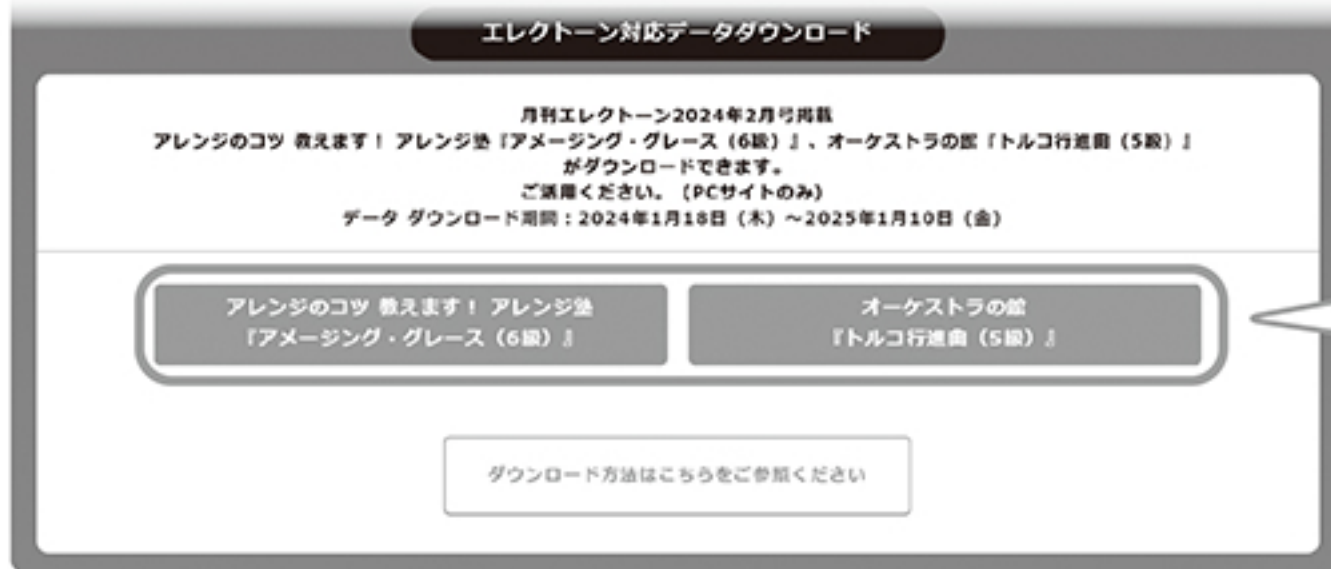 エレクトーン対応データダウンロード
月刊エレクトーン2024年2月号掲載
アレンジのコツ 教えます！ アレンジ塾『アメージング・グレース（6級）』、オーケストラの館『トルコ行進曲（5級）』
がダウンロードできます。
ご活用ください。（PCサイトのみ）
データ ダウンロード期間：2024年1月18日（木）～2025年1月10日（金）
アレンジのコツ 教えます！ アレンジ塾
『アメージング・グレース（6級）』
オーケストラの館
『トルコ行進曲（5級）』
ダウンロード方法はこちらをご参照ください